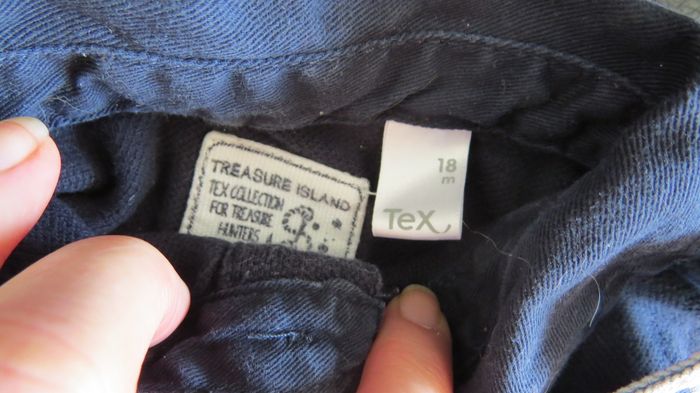 TREASURE ISLAND
TEX COLLECTION
FOR TREASURE
HUNTERS
18
m
TeX